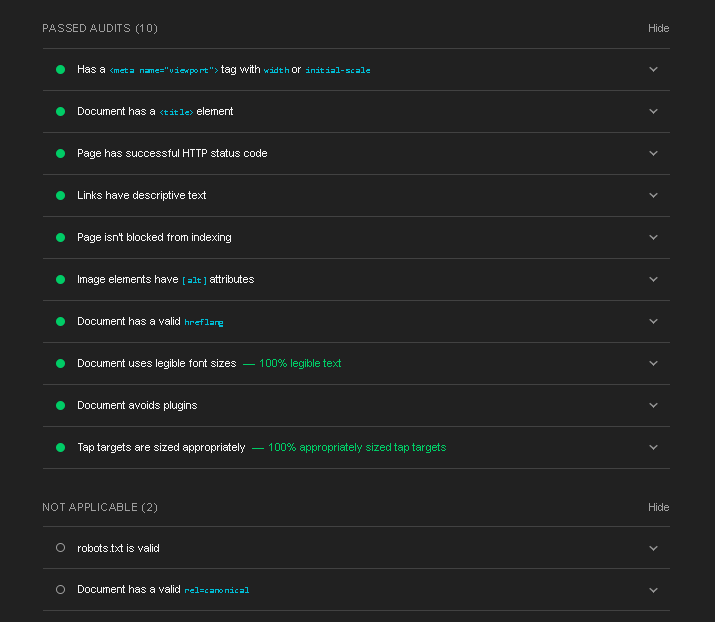 PASSED AUDITS (10) Hide
Has a <meta name="viewport"> tag with width or initial-scale
Document has a <title> element
Page has successful HTTP status code
Links have descriptive text
Page isn't blocked from indexing
Image elements have [alt] attributes
Document has a valid hreflang
Document uses legible font sizes — 100% legible text
Document avoids plugins
Tap targets are sized appropriately — 100% appropriately sized tap targets
NOT APPLICABLE (2) Hide
robots.txt is valid
Document has a valid rel=canonical